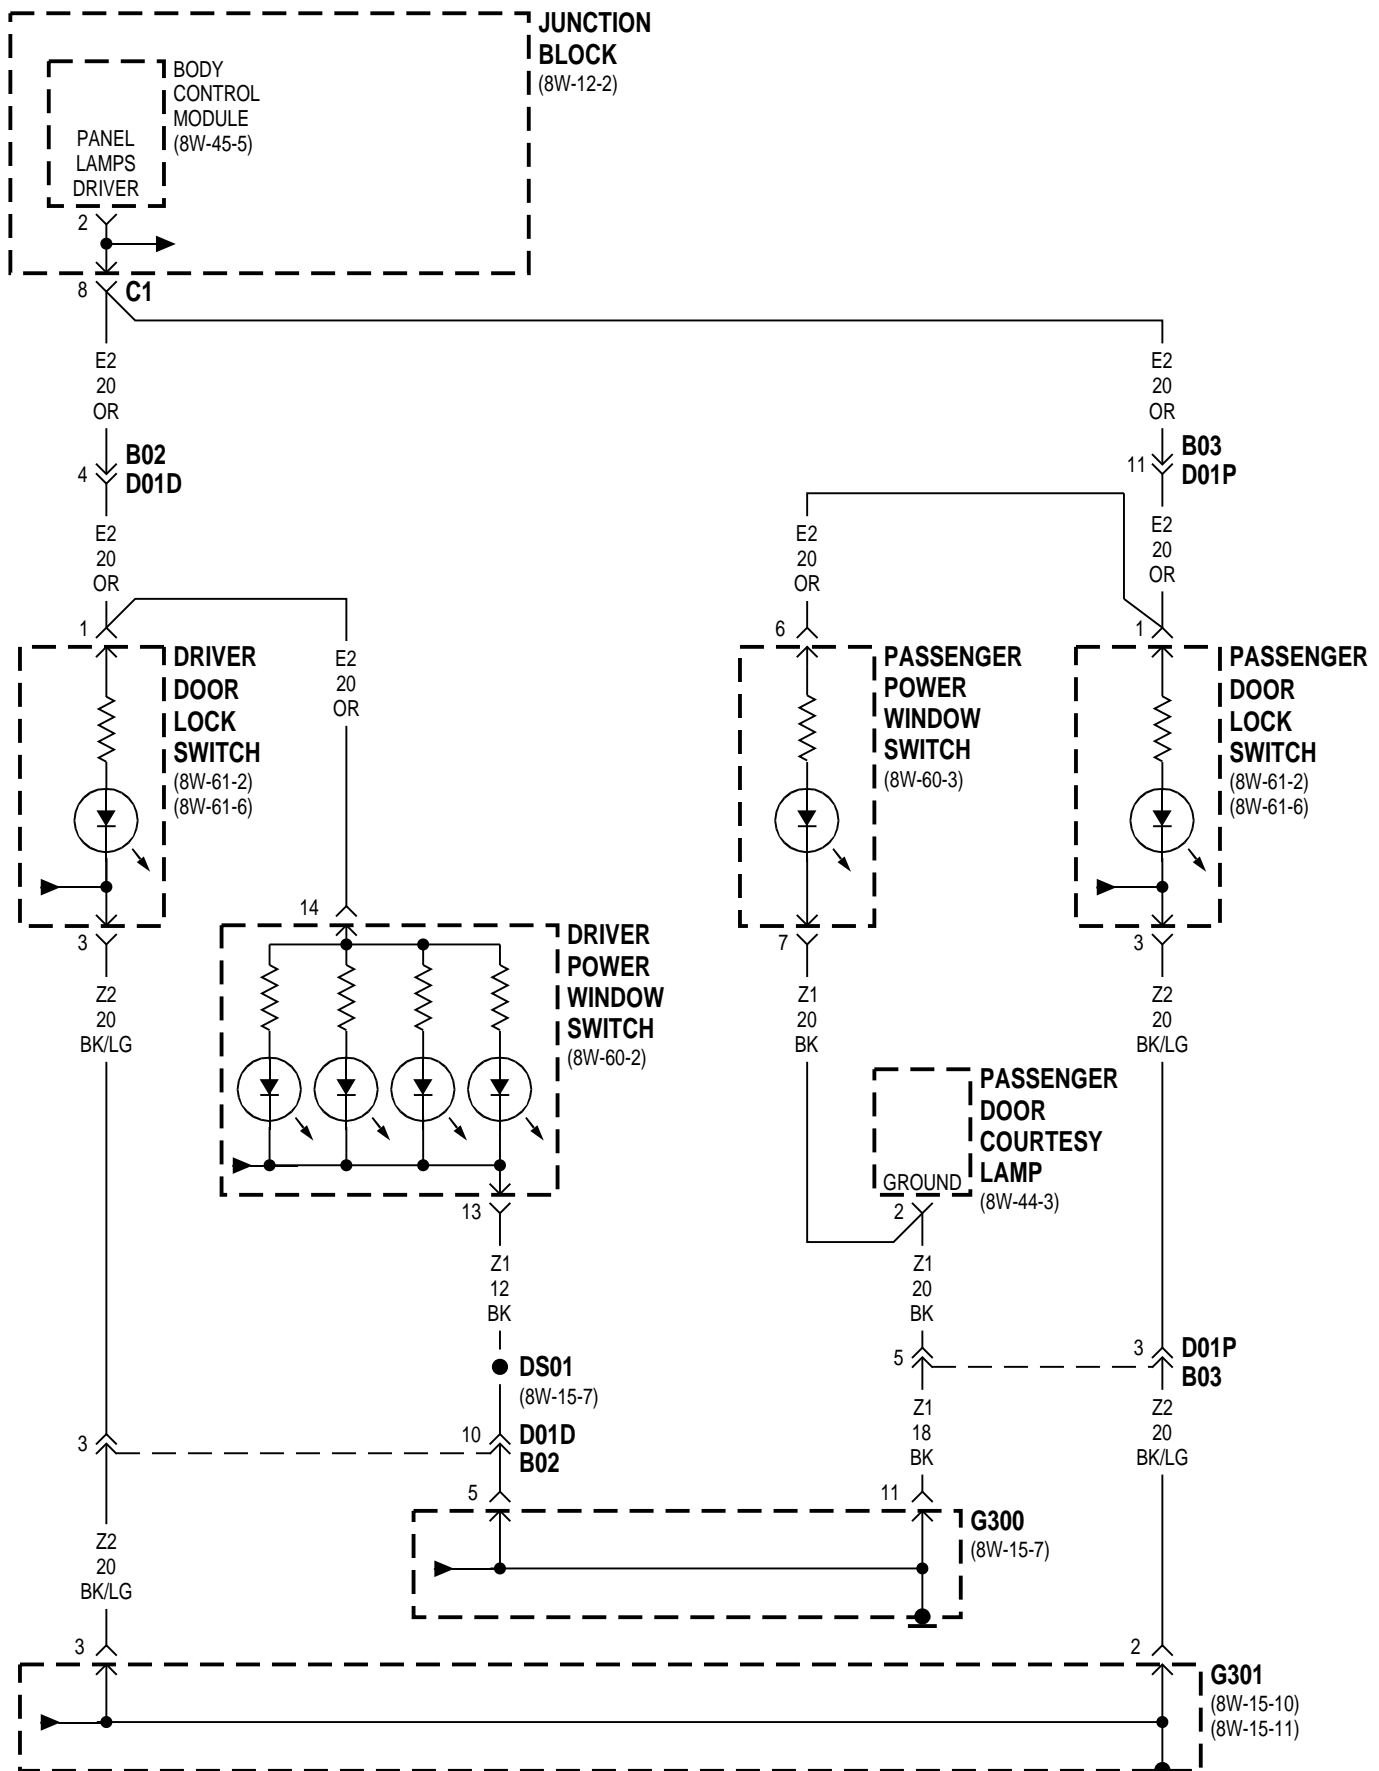 JUNCTION
BLOCK
(8W-12-2)
BODY
CONTROL
MODULE
(8W-45-5)
PANEL
LAMPS
DRIVER
2
8
C1
E2
20
OR
E2
20
OR
4
B02
D01D
11
B03
D01P
E2
20
OR
E2
20
OR
E2
20
OR
1
DRIVER
DOOR
LOCK
SWITCH
(8W-61-2)
(8W-61-6)
E2
20
OR
6
PASSENGER
POWER
WINDOW
SWITCH
(8W-60-3)
1
PASSENGER
DOOR
LOCK
SWITCH
(8W-61-2)
(8W-61-6)
3
14
DRIVER
POWER
WINDOW
SWITCH
(8W-60-2)
7
3
Z2
20
BK/LG
Z1
20
BK
Z2
20
BK/LG
PASSENGER
DOOR
COURTESY
LAMP
(8W-44-3)
GROUND
13
2
Z1
12
BK
Z1
20
BK
DS01
(8W-15-7)
5
3
D01P
B03
3
10
D01D
B02
Z1
18
BK
Z2
20
BK/LG
5
11
G300
(8W-15-7)
Z2
20
BK/LG
3
2
G301
(8W-15-10)
(8W-15-11)